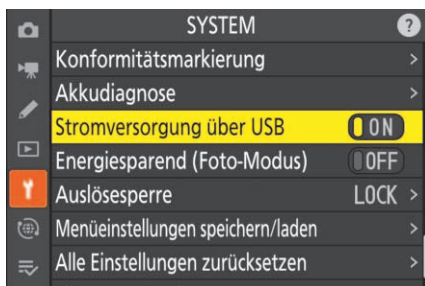 SYSTEM ?
Konformitätsmarkierung >
Akkudiagnose >
Stromversorgung über USB ON
Energiesparend (Foto-Modus) OFF
Auslösesperre LOCK >
Menüeinstellungen speichern/laden >
Alle Einstellungen zurücksetzen >